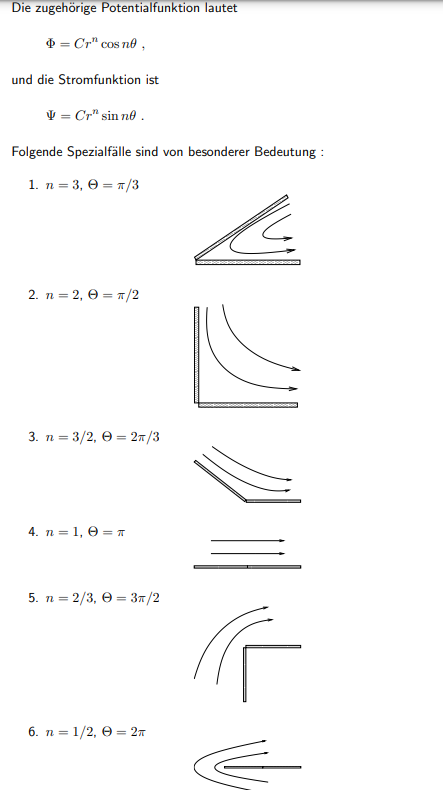 Die zugehörige Potentialfunktion lautet
Φ = Crⁿ cos nθ ,
und die Stromfunktion ist
Ψ = Crⁿ sin nθ .
Folgende Spezialfälle sind von besonderer Bedeutung :
1. n = 3, Θ = π/3
2. n = 2, Θ = π/2
3. n = 3/2, Θ = 2π/3
4. n = 1, Θ = π
5. n = 2/3, Θ = 3π/2
6. n = 1/2, Θ = 2π